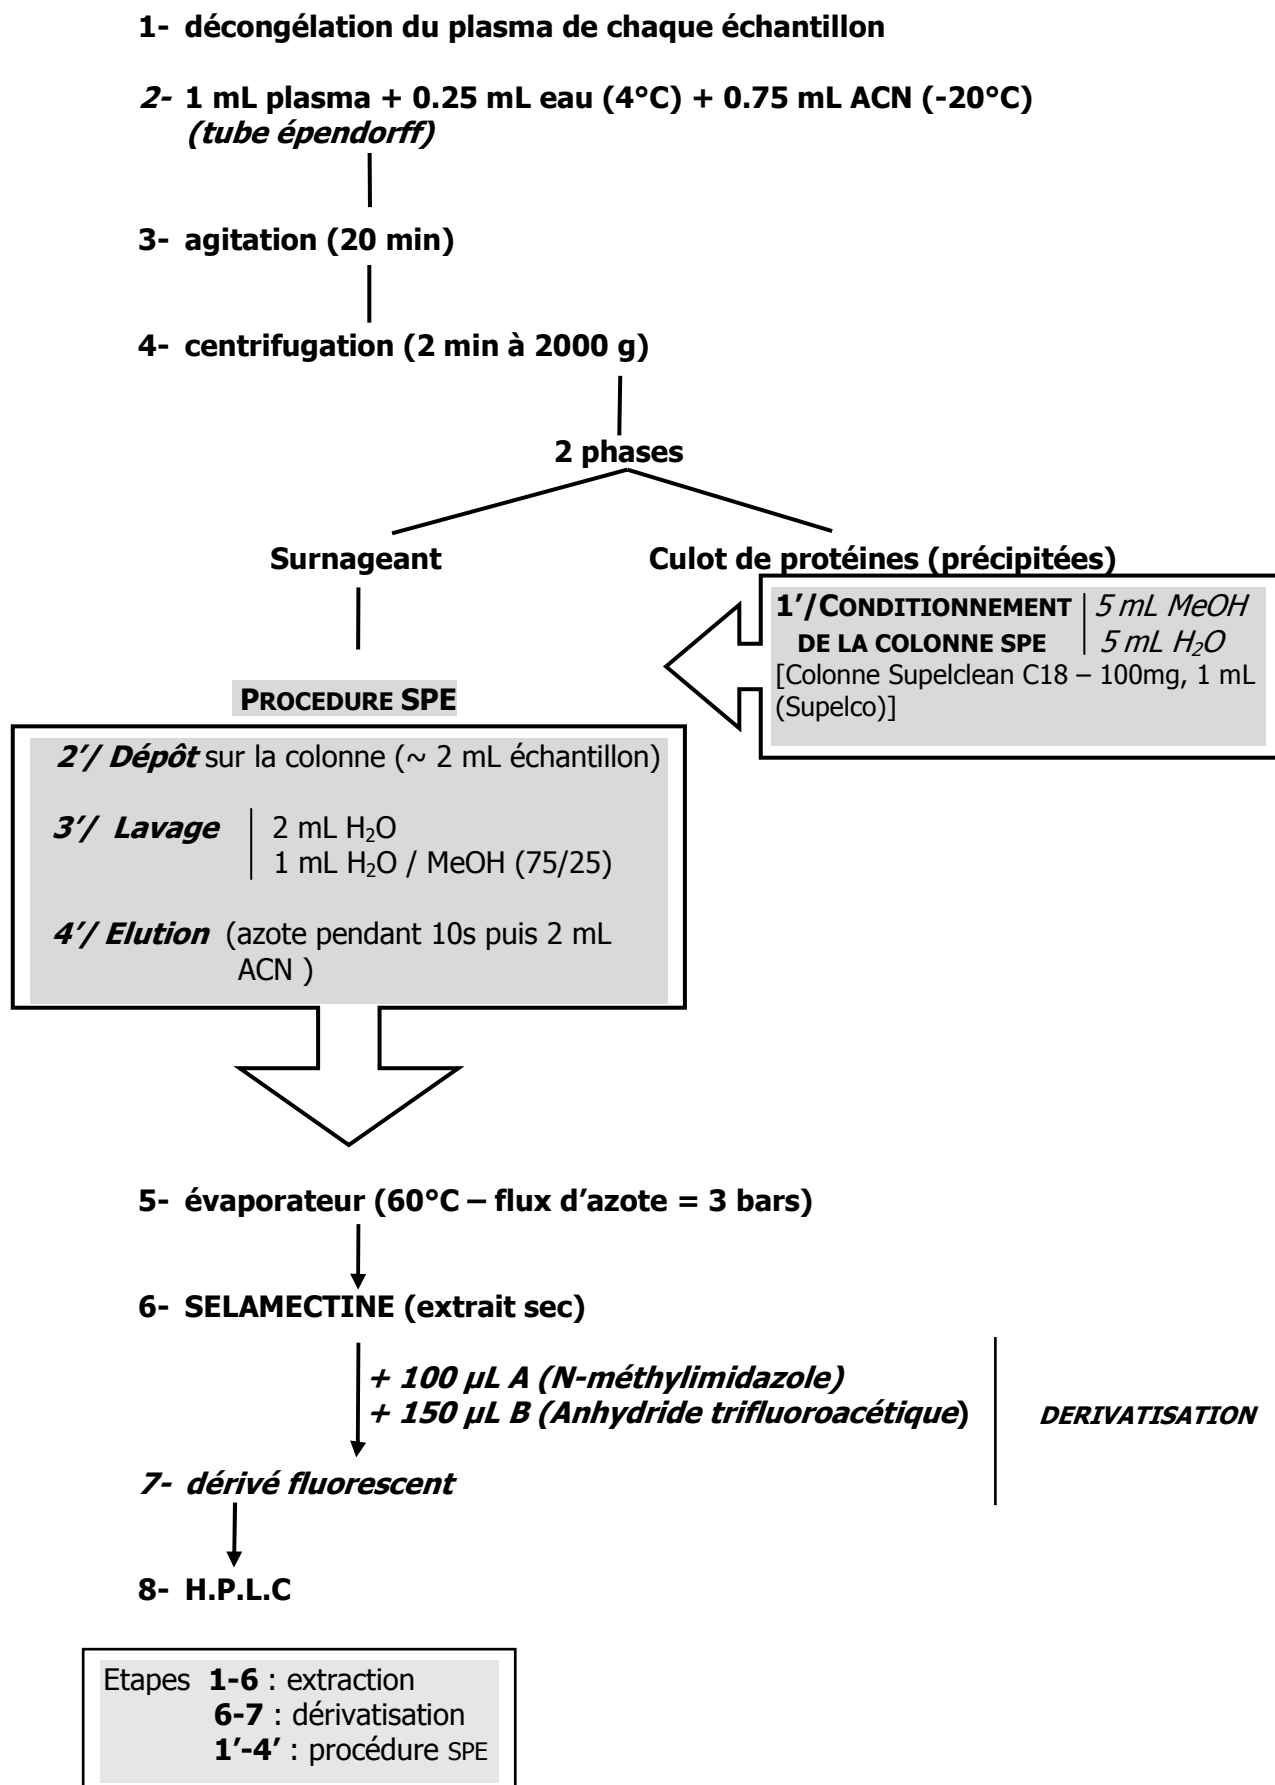 1- décongélation du plasma de chaque échantillon
2- 1 mL plasma + 0.25 mL eau (4°C) + 0.75 mL ACN (-20°C)
(tube épendorff)
3- agitation (20 min)
4- centrifugation (2 min à 2000 g)
2 phases
Surnageant
Culot de protéines (précipitées)
1’/CONDITIONNEMENT
DE LA COLONNE SPE
5 mL MeOH
5 mL H₂O
[Colonne Supelclean C18 – 100mg, 1 mL
(Supelco)]
PROCEDURE SPE
2’/ Dépôt sur la colonne (~ 2 mL échantillon)
3’/ Lavage
2 mL H₂O
1 mL H₂O / MeOH (75/25)
4’/ Elution (azote pendant 10s puis 2 mL
ACN )
5- évaporateur (60°C – flux d’azote = 3 bars)
6- SELAMECTINE (extrait sec)
+ 100 µL A (N-méthylimidazole)
+ 150 µL B (Anhydride trifluoroacétique)
DERIVATISATION
7- dérivé fluorescent
8- H.P.L.C
Etapes 1-6 : extraction
6-7 : dérivatisation
1’-4’ : procédure SPE